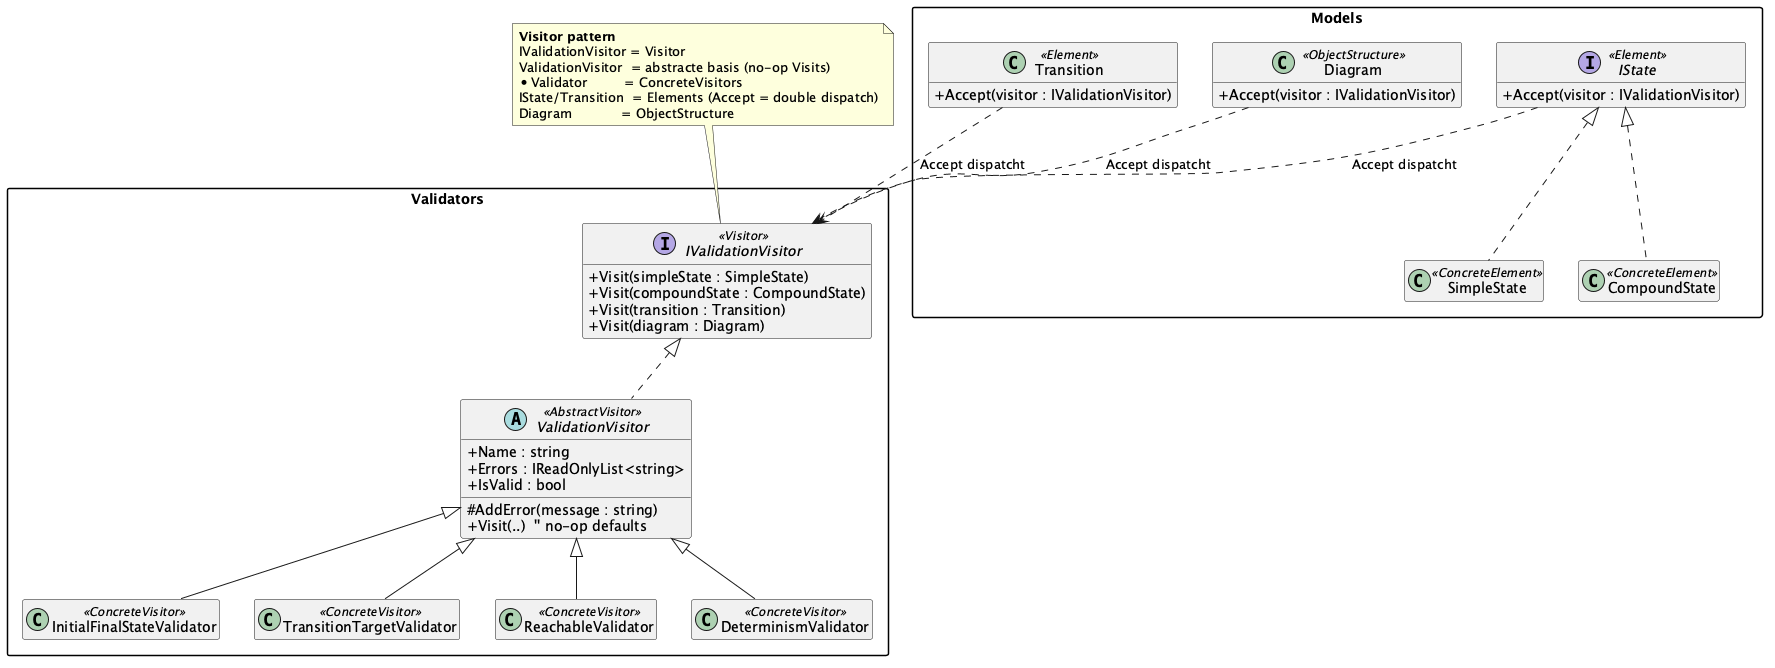 Visitor pattern
IValidationVisitor = Visitor
ValidationVisitor = abstracte basis (no-op Visits)
• Validator = ConcreteVisitors
IState/Transition = Elements (Accept = double dispatch)
Diagram = ObjectStructure
Models
«Element»
C Transition
+Accept(visitor : IValidationVisitor)
«ObjectStructure»
C Diagram
+Accept(visitor : IValidationVisitor)
«Element»
I IState
+Accept(visitor : IValidationVisitor)
Accept dispatcht
Accept dispatcht
Accept dispatcht
«ConcreteElement»
C SimpleState
«ConcreteElement»
C CompoundState
Validators
«Visitor»
I IValidationVisitor
+Visit(simpleState : SimpleState)
+Visit(compoundState : CompoundState)
+Visit(transition : Transition)
+Visit(diagram : Diagram)
«AbstractVisitor»
A ValidationVisitor
+Name : string
+Errors : IReadOnlyList<string>
+IsValid : bool
#AddError(message : string)
+Visit(..) " no-op defaults
«ConcreteVisitor»
C InitialFinalStateValidator
«ConcreteVisitor»
C TransitionTargetValidator
«ConcreteVisitor»
C ReachableValidator
«ConcreteVisitor»
C DeterminismValidator